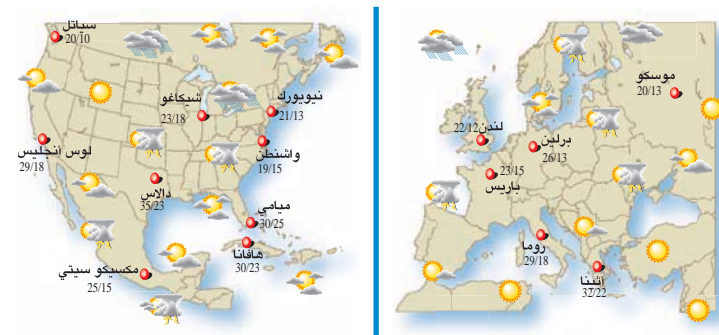 سياتل
20/10
شيكاغو
23/18
نيويورك
21/13
لوس أنجليس
29/18
واشنطن
19/15
دالاس
35/23
ميامي
30/25
هافانا
30/23
مكسيكو سيتي
25/15
موسكو
20/13
لندن
22/12
برلين
26/13
23/15
باريس
روما
29/18
أثينا
32/22